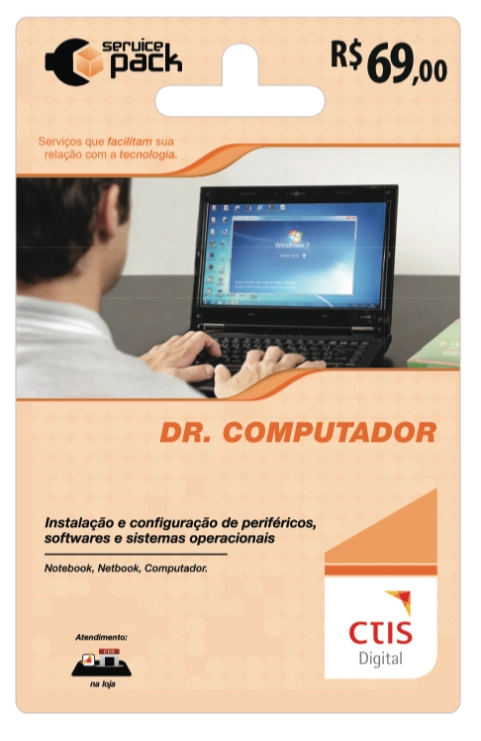 service
pack
R$ 69,00
Serviços que facilitam sua
relação com a tecnologia.
Windows 7
DR. COMPUTADOR
Instalação e configuração de periféricos,
softwares e sistemas operacionais
Notebook, Netbook, Computador.
Atendimento:
CTIS
na loja
CTIS
Digital